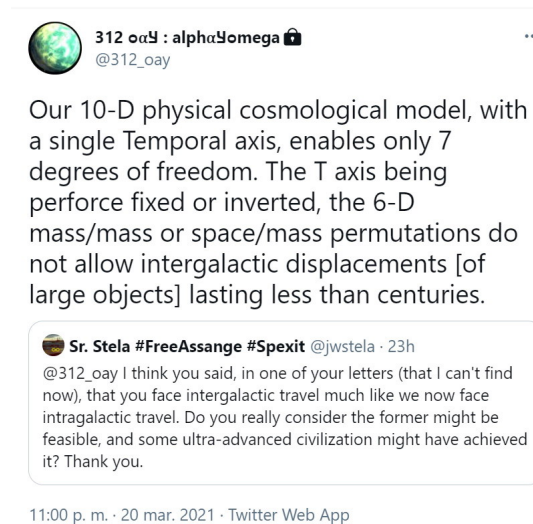 312 oαy : alphαyomega 🔒
@312_oay
Our 10-D physical cosmological model, with
a single Temporal axis, enables only 7
degrees of freedom. The T axis being
perforce fixed or inverted, the 6-D
mass/mass or space/mass permutations do
not allow intergalactic displacements [of
large objects] lasting less than centuries.
Sr. Stela #FreeAssange #Spexit @jwstela · 23h
@312_oay I think you said, in one of your letters (that I can't find
now), that you face intergalactic travel much like we now face
intragalactic travel. Do you really consider the former might be
feasible, and some ultra-advanced civilization might have achieved
it? Thank you.
11:00 p. m. · 20 mar. 2021 · Twitter Web App